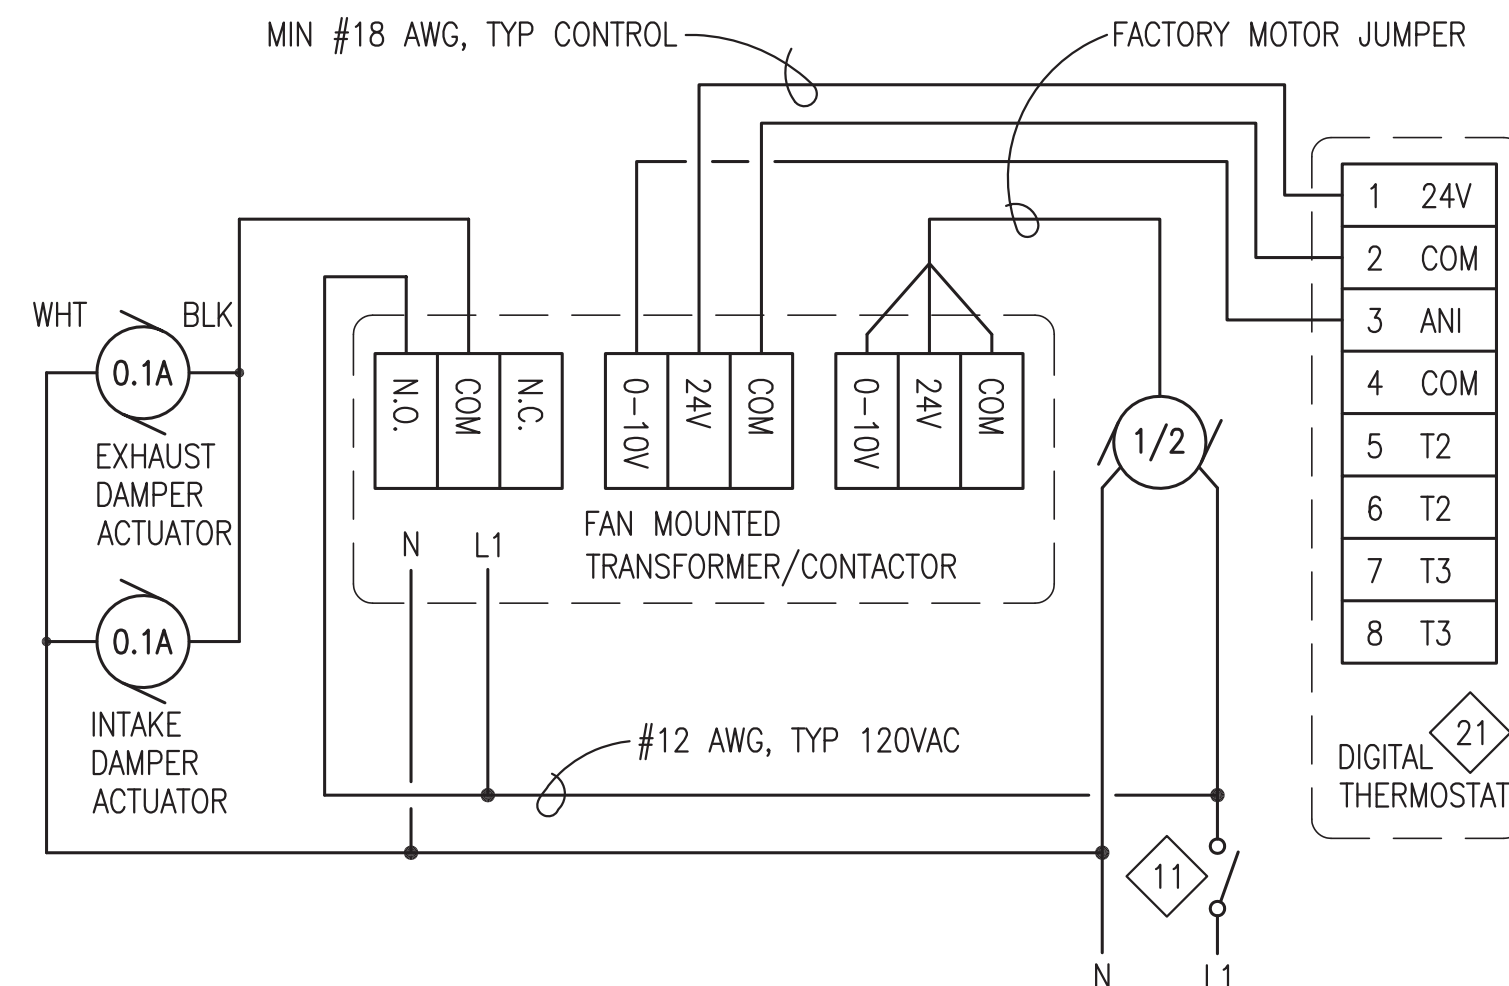 MIN #18 AWG, TYP CONTROL
FACTORY MOTOR JUMPER
WHT
BLK
0.1A
EXHAUST
DAMPER
ACTUATOR
0.1A
INTAKE
DAMPER
ACTUATOR
N.O.
COM
N.C.
0-10V
24V
COM
0-10V
24V
COM
N
L1
FAN MOUNTED
TRANSFORMER/CONTACTOR
1/2
#12 AWG, TYP 120VAC
11
N
L1
1 24V
2 COM
3 ANI
4 COM
5 T2
6 T2
7 T3
8 T3
21
DIGITAL
THERMOSTAT